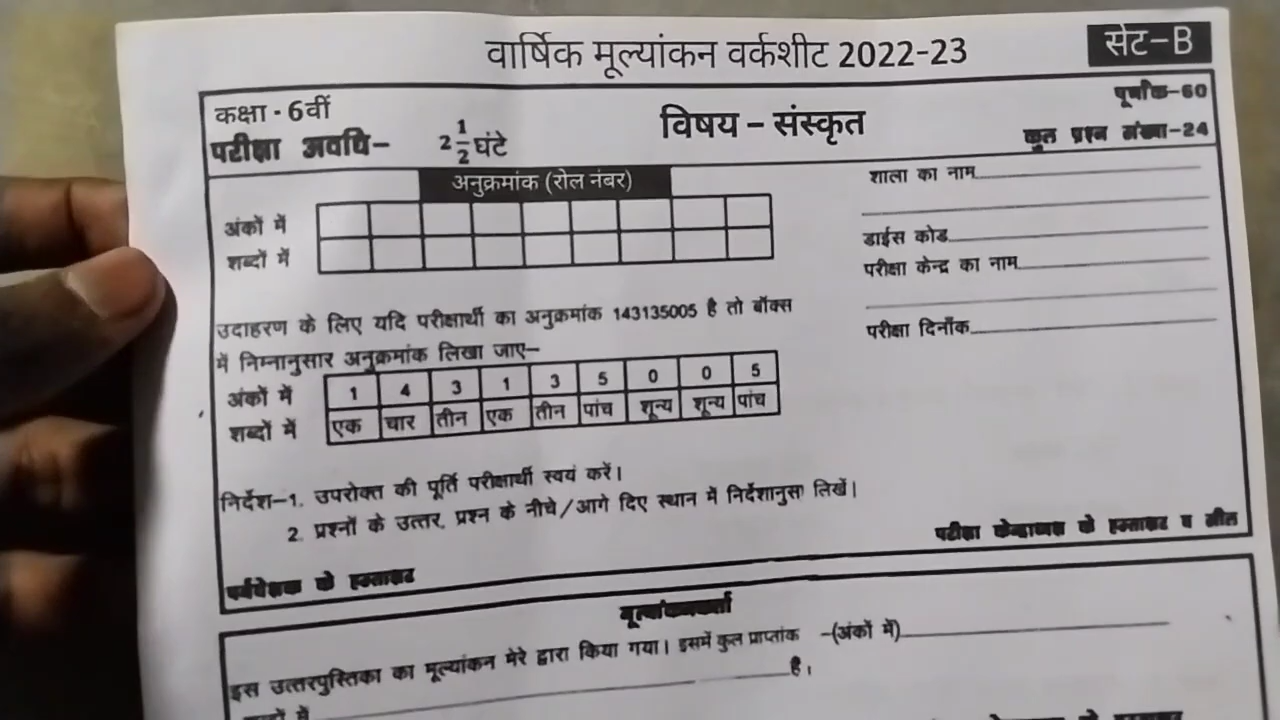 वार्षिक मूल्यांकन वर्कशीट 2022-23
सेट-B
कक्षा - 6वीं
विषय – संस्कृत
पूर्णांक-60
परीक्षा अवधि- 2 1/2 घंटे
कुल प्रश्न संख्या-24
अनुक्रमांक (रोल नंबर)
अंकों में
शब्दों में
शाला का नाम
डाईस कोड
परीक्षा केन्द्र का नाम
परीक्षा दिनाँक
उदाहरण के लिए यदि परीक्षार्थी का अनुक्रमांक 143135005 है तो बॉक्स
में निम्नानुसार अनुक्रमांक लिखा जाए-
अंकों में 1 4 3 1 3 5 0 0 5
शब्दों में एक चार तीन एक तीन पांच शून्य शून्य पांच
निर्देश-1. उपरोक्त की पूर्ति परीक्षार्थी स्वयं करें।
2. प्रश्नों के उत्तर, प्रश्न के नीचे/आगे दिए स्थान में निर्देशानुसा लिखें।
परीक्षा केन्द्राध्यक्ष के हस्ताक्षर व सील
पर्यवेक्षक के हस्ताक्षर
मूल्यांकनकर्ता
इस उत्तरपुस्तिका का मूल्यांकन मेरे द्वारा किया गया। इसमें कुल प्राप्तांक -(अंकों में)
है।